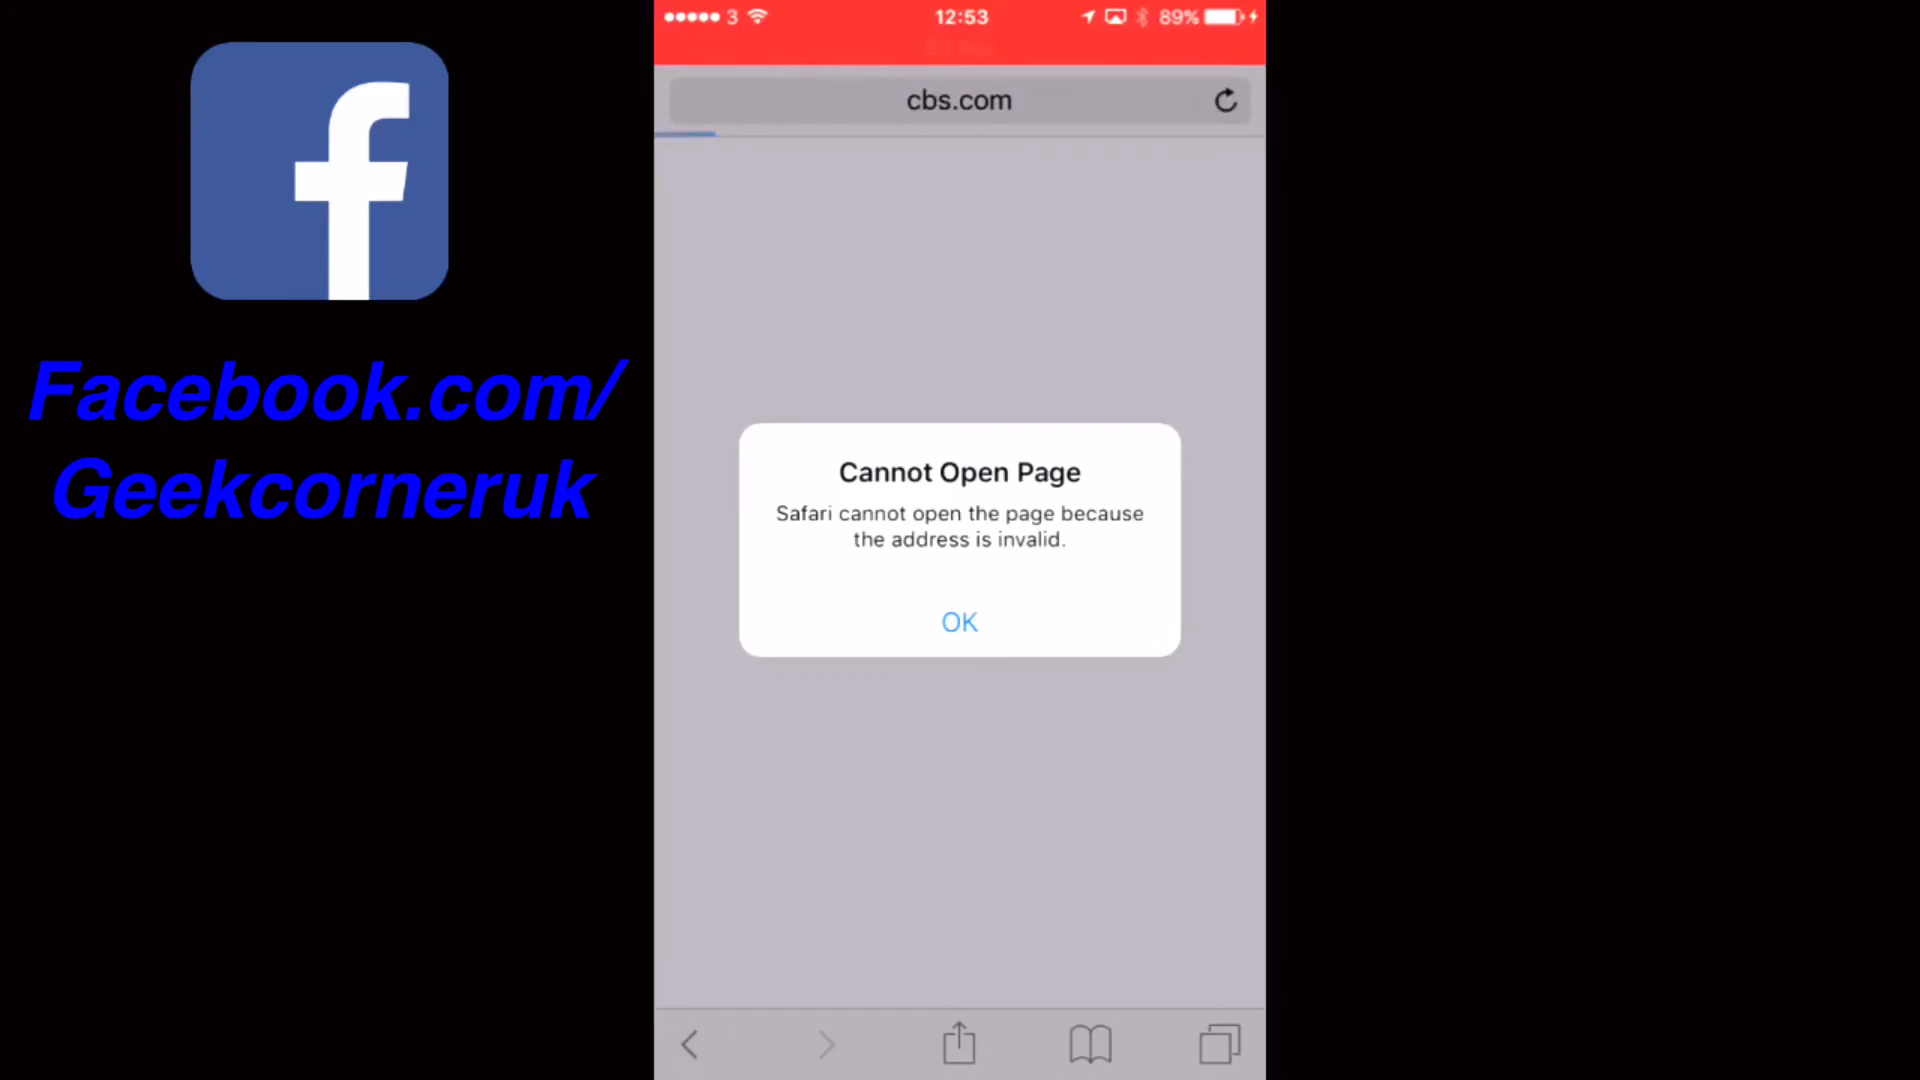 3 12:53 89%
cbs.com
Facebook.com/
Geekcorneruk
Cannot Open Page
Safari cannot open the page because
the address is invalid.
OK